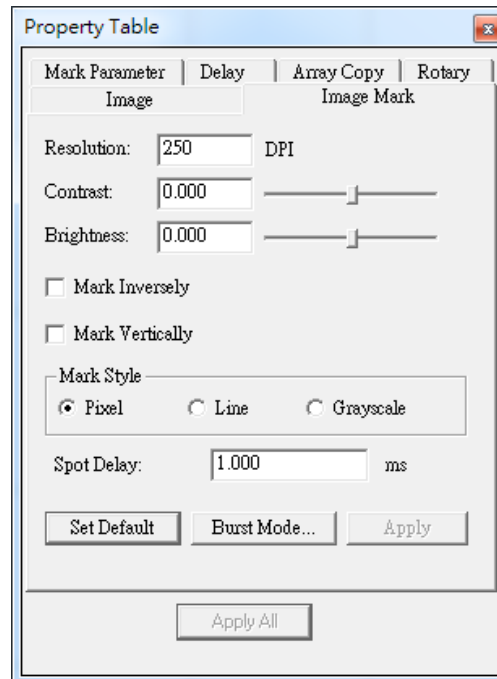 Property Table
Mark Parameter Delay Array Copy Rotary
Image Image Mark
Resolution: 250 DPI
Contrast: 0.000
Brightness: 0.000
Mark Inversely
Mark Vertically
Mark Style
Pixel Line Grayscale
Spot Delay: 1.000 ms
Set Default Burst Mode... Apply
Apply All